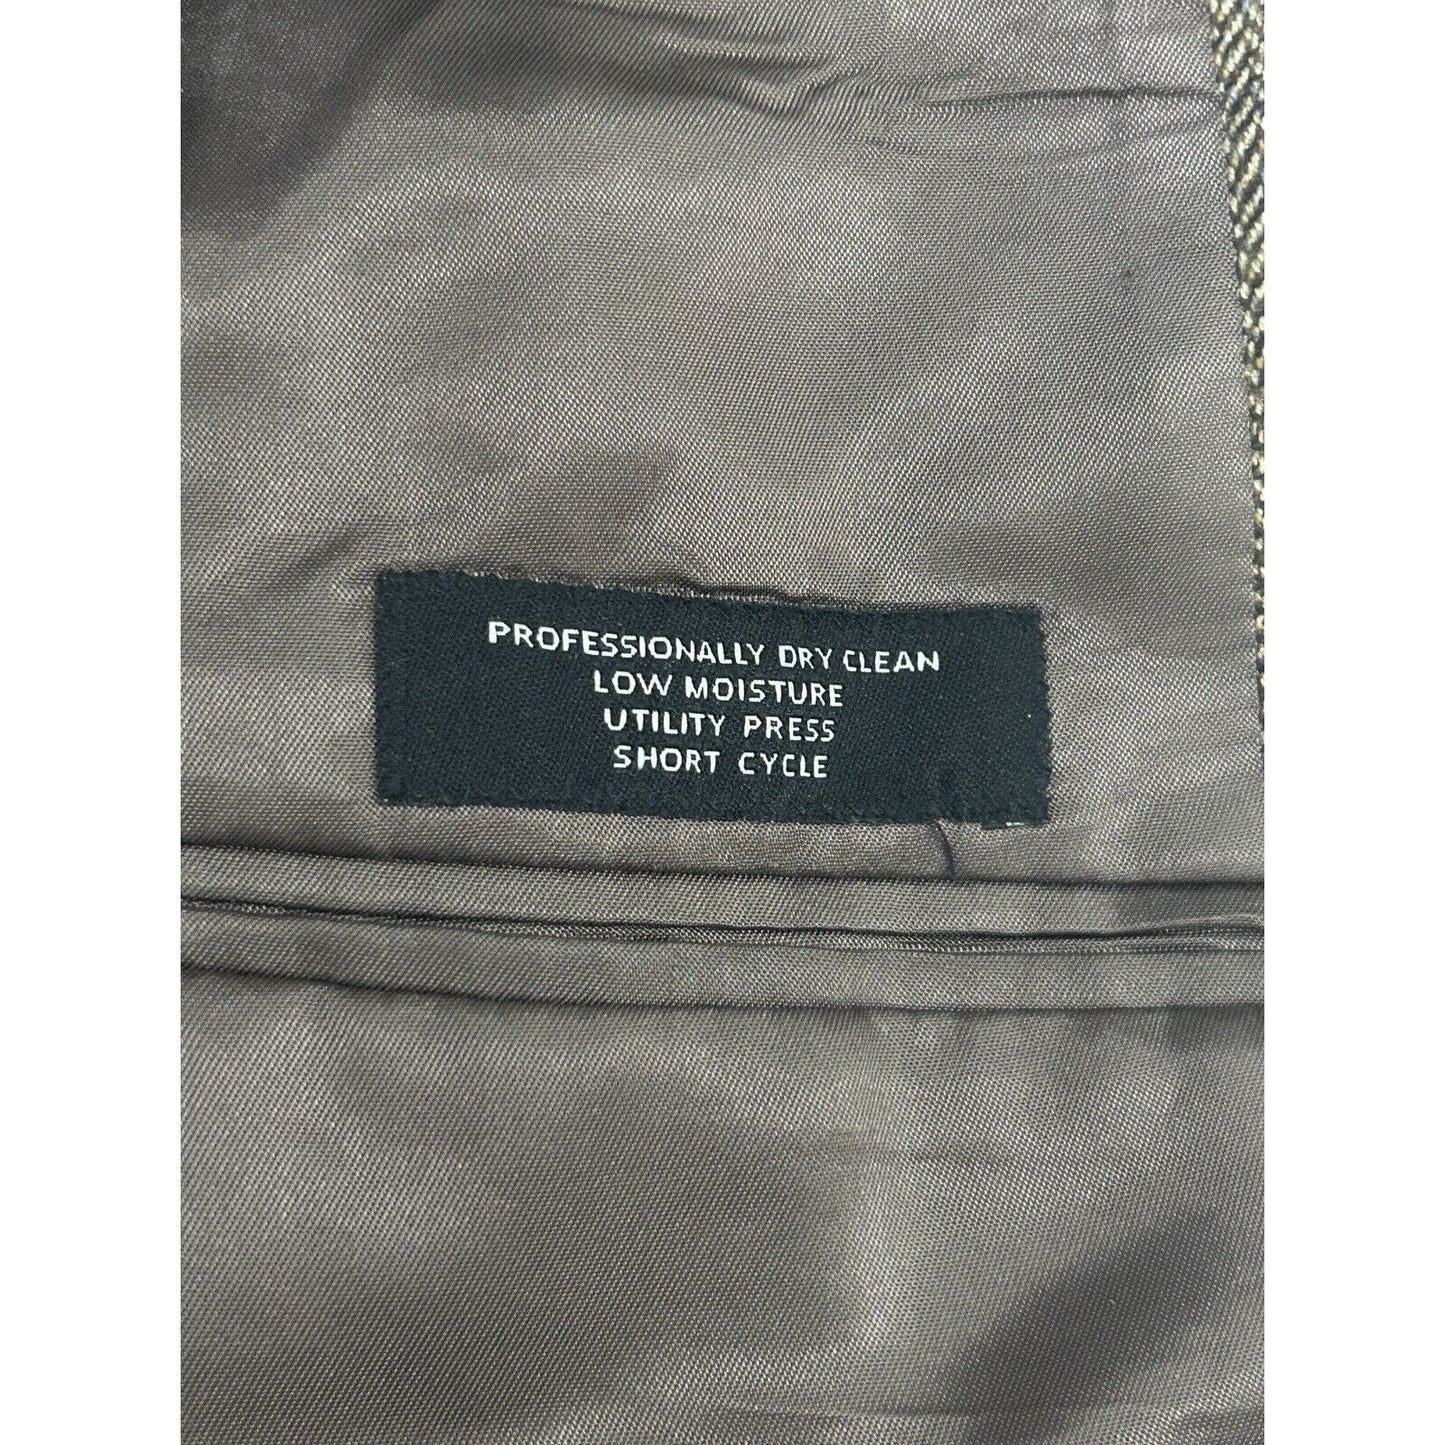 PROFESSIONALLY DRY CLEAN
LOW MOISTURE
UTILITY PRESS
SHORT CYCLE